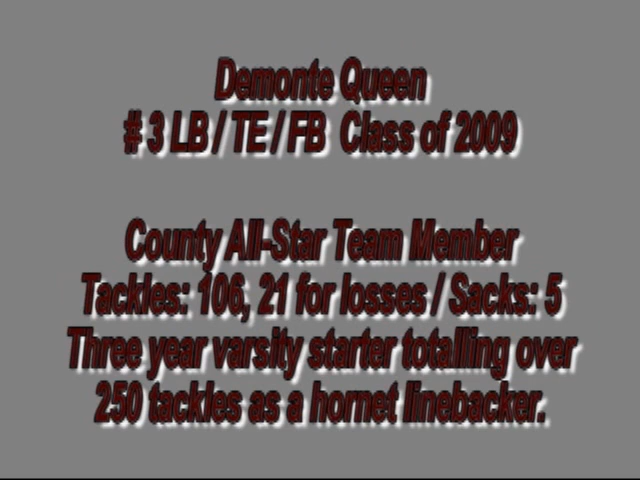 Demonte Queen
# 3 LB / TE / FB Class of 2009
County All-Star Team Member
Tackles: 106, 21 for losses / Sacks: 5
Three year varsity starter totalling over
250 tackles as a hornet linebacker.